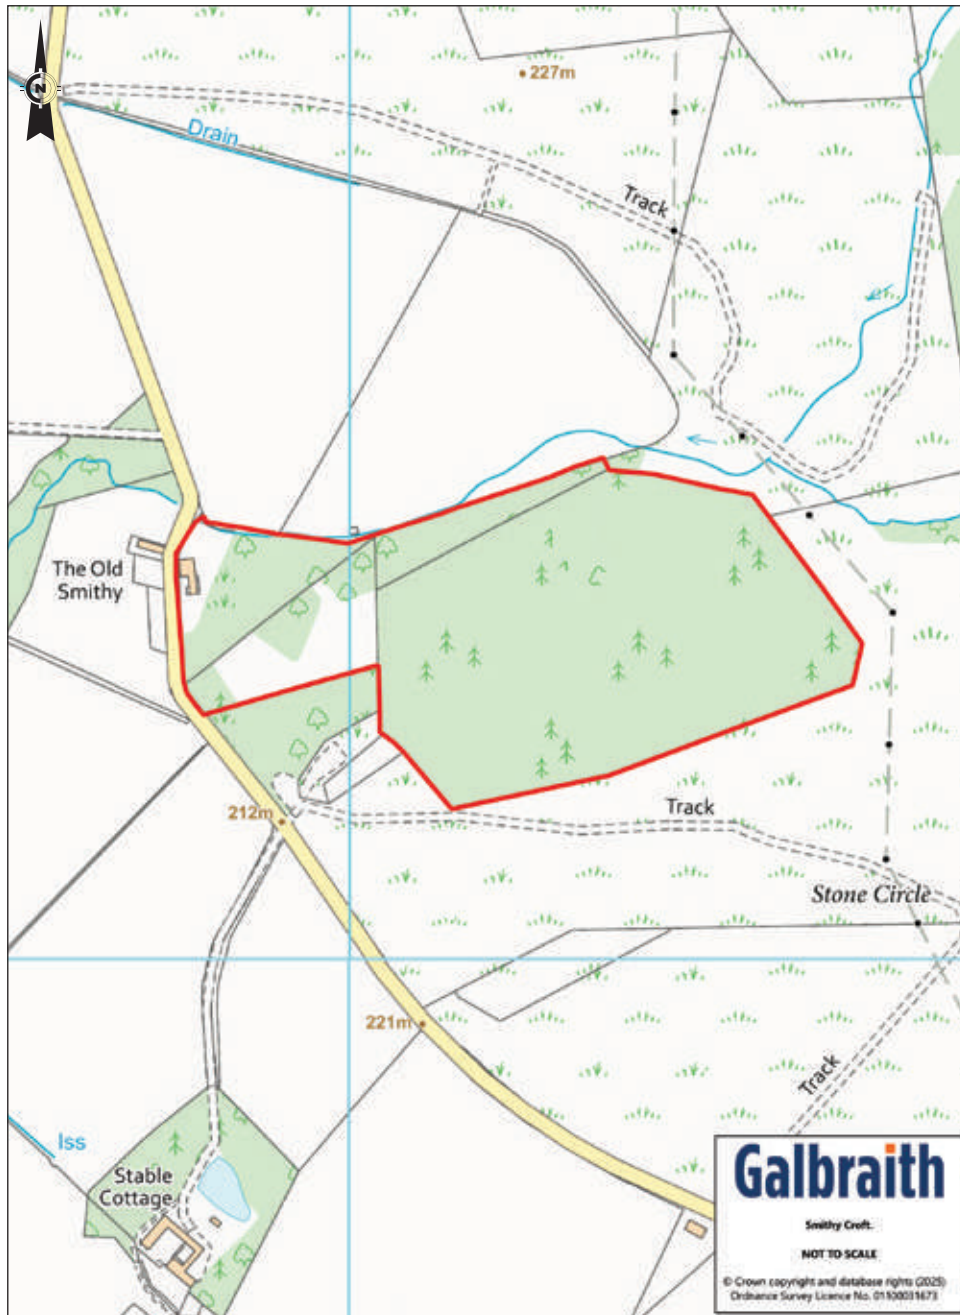 227m
N
Drain
Track
The Old
Smithy
Track
212m
Stone Circle
221m
Track
Iss
Stable
Cottage
Galbraith
Smithy Croft.
NOT TO SCALE
© Crown copyright and database rights (2025)
Ordnance Survey Licence No. 01100031673